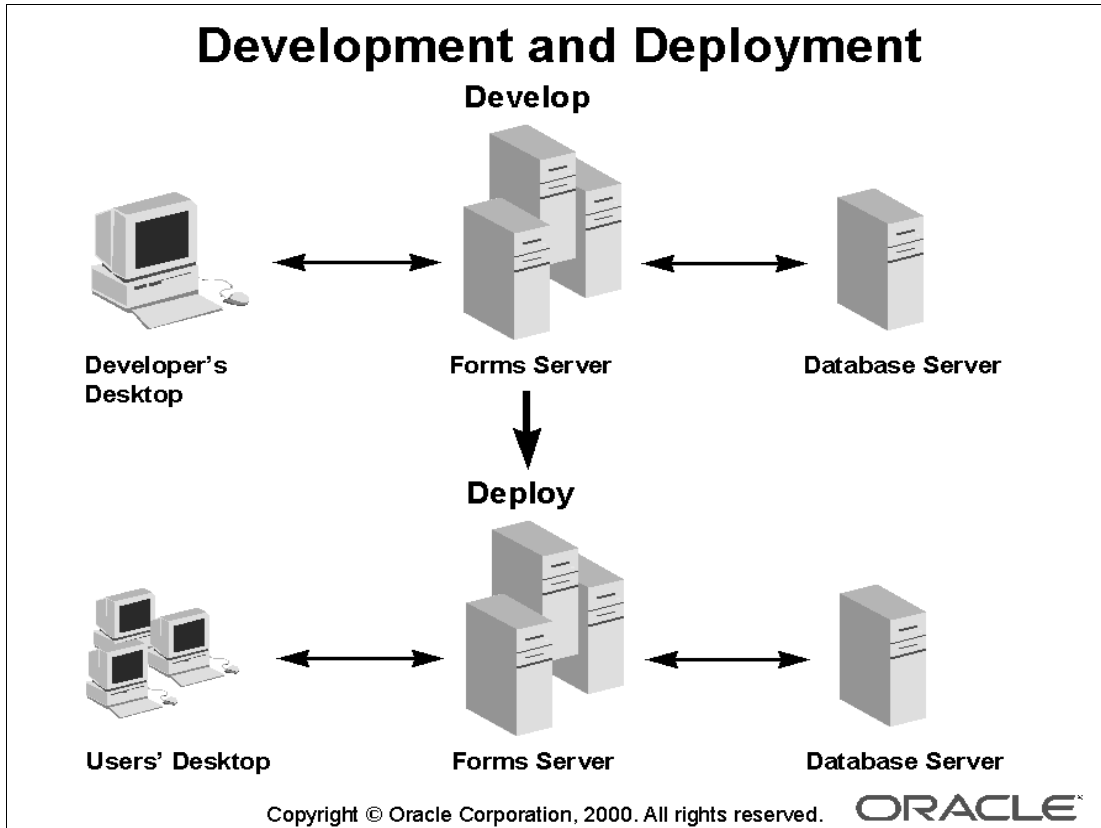 Development and Deployment
Develop
Developer's
Desktop
Forms Server
Database Server
Deploy
Users' Desktop
Forms Server
Database Server
Copyright © Oracle Corporation, 2000. All rights reserved.
ORACLE